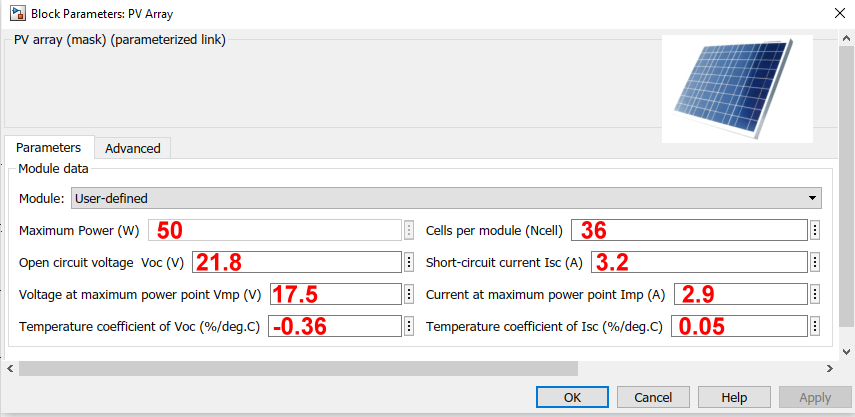 Block Parameters: PV Array
PV array (mask) (parameterized link)
Parameters Advanced
Module data
Module: User-defined
Maximum Power (W) 50 Cells per module (Ncell) 36
Open circuit voltage Voc (V) 21.8 Short-circuit current Isc (A) 3.2
Voltage at maximum power point Vmp (V) 17.5 Current at maximum power point Imp (A) 2.9
Temperature coefficient of Voc (%/deg.C) -0.36 Temperature coefficient of Isc (%/deg.C) 0.05
OK Cancel Help Apply